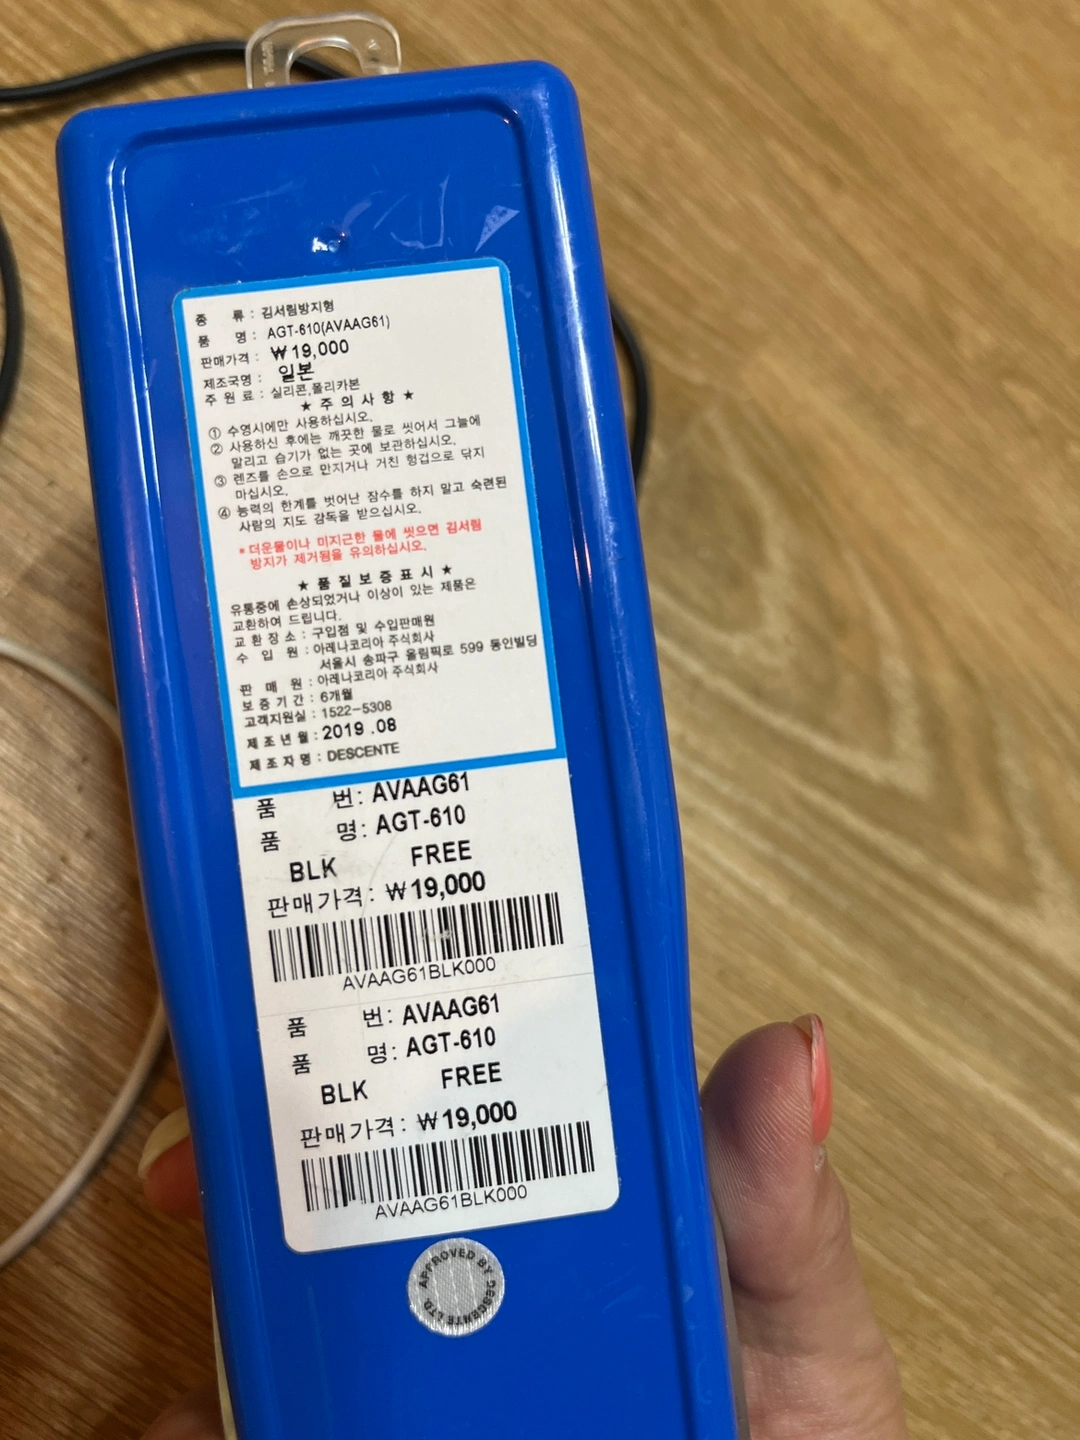 종 류 : 김서림방지형
품 명 : AGT-610(AVAAG61)
판매가격 : ₩19,000
제조국명 : 일본
주 원 료 : 실리콘,폴리카본
★ 주 의 사 항 ★
① 수영시에만 사용하십시오.
② 사용하신 후에는 깨끗한 물로 씻어서 그늘에
말리고 습기가 없는 곳에 보관하십시오.
③ 렌즈를 손으로 만지거나 거친 헝겁으로 닦지
마십시오.
④ 능력의 한계를 벗어난 잠수를 하지 말고 숙련된
사람의 지도 감독을 받으십시오.
* 더운물이나 미지근한 물에 씻으면 김서림
방지가 제거됨을 유의하십시오.
★ 품 질 보 증 표 시 ★
유통중에 손상되었거나 이상이 있는 제품은
교환하여 드립니다.
교 환 장 소 : 구입점 및 수입판매원
수 입 원 : 아레나코리아 주식회사
서울시 송파구 올림픽로 599 동인빌딩
판 매 원 : 아레나코리아 주식회사
보 증 기 간 : 6개월
고객지원실 : 1522-5308
제 조 년 월 : 2019 .08
제 조 자 명 : DESCENTE
품 번: AVAAG61
품 명: AGT-610
BLK FREE
판매가격: ₩19,000
AVAAG61BLK000
품 번: AVAAG61
품 명: AGT-610
BLK FREE
판매가격: ₩19,000
AVAAG61BLK000
APPROVED BY DESCENTE LTD.